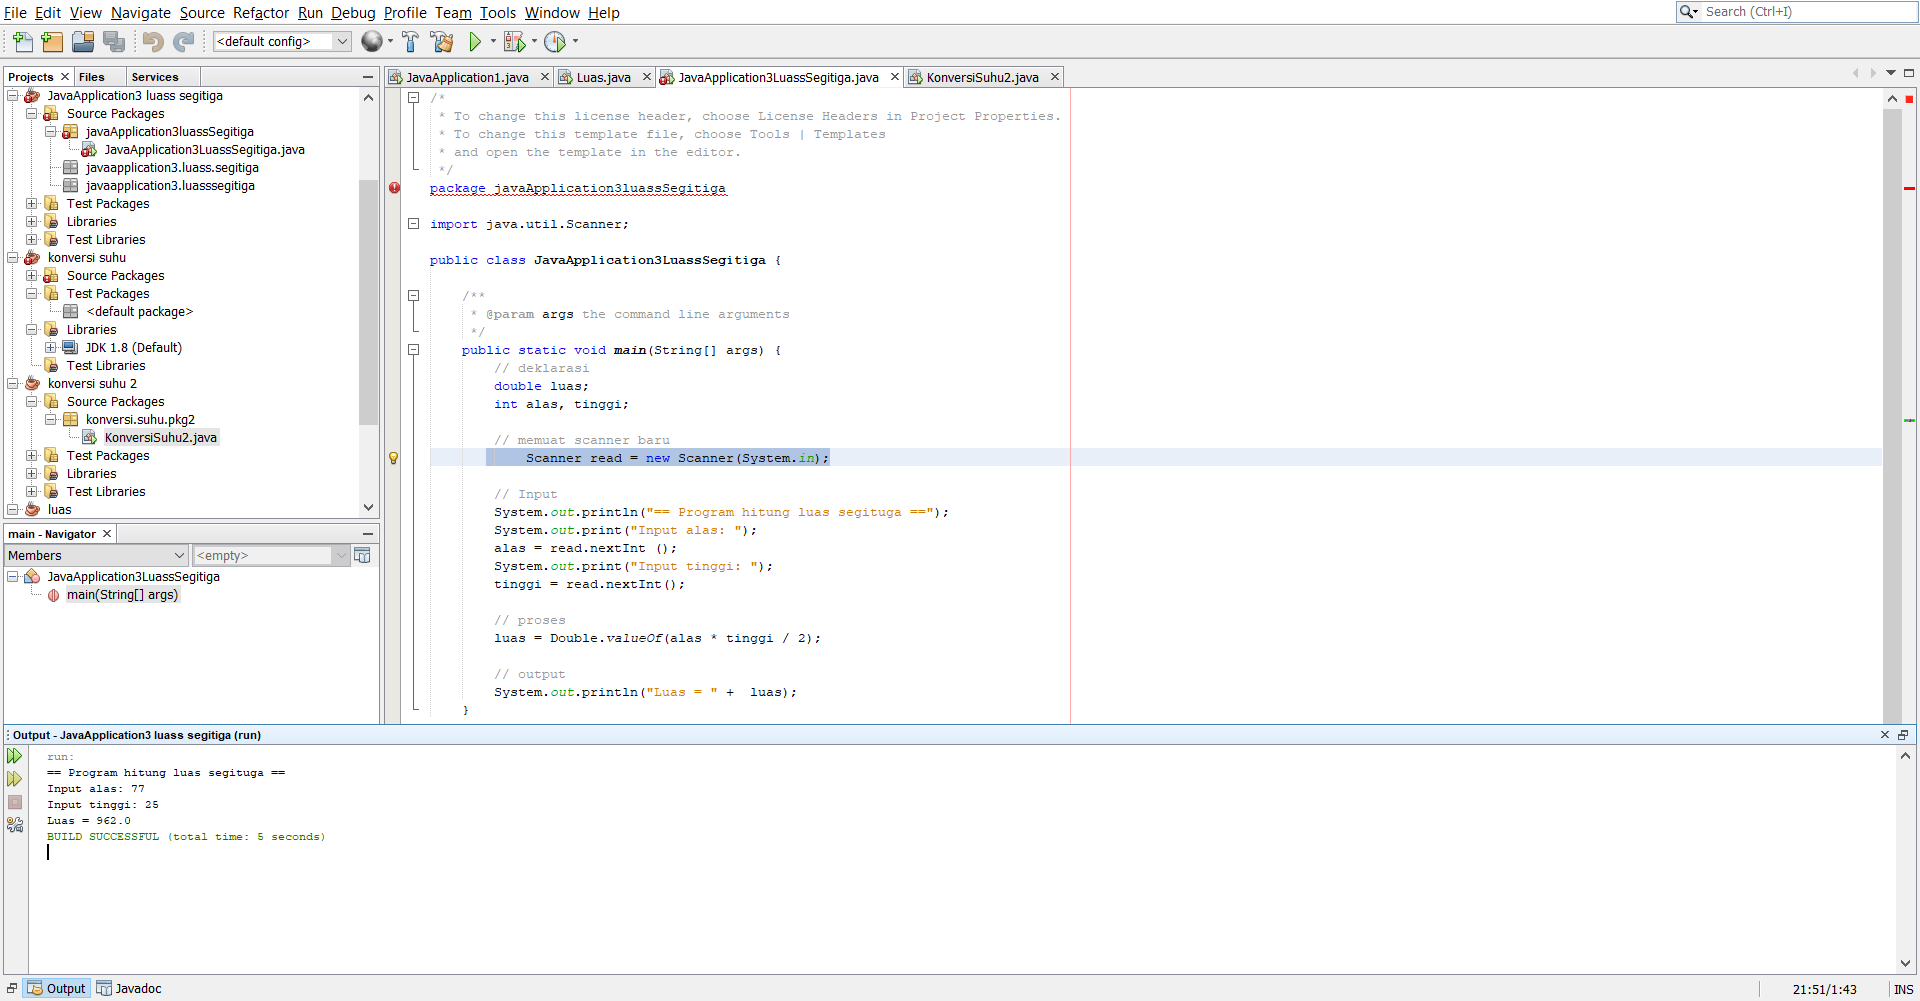 File Edit View Navigate Source Refactor Run Debug Profile Team Tools Window Help
Search (Ctrl+I)
<default config>
Projects Files Services
JavaApplication3 luass segitiga
Source Packages
javaApplication3luassSegitiga
JavaApplication3LuassSegitiga.java
javaapplication3.luass.segitiga
javaapplication3.luasssegitiga
Test Packages
Libraries
Test Libraries
konversi suhu
Source Packages
Test Packages
<default package>
Libraries
JDK 1.8 (Default)
Test Libraries
konversi suhu 2
Source Packages
konversi.suhu.pkg2
KonversiSuhu2.java
Test Packages
Libraries
Test Libraries
luas
main - Navigator
Members
<empty>
JavaApplication3LuassSegitiga
main(String[] args)
JavaApplication1.java Luas.java JavaApplication3LuassSegitiga.java KonversiSuhu2.java
/*
* To change this license header, choose License Headers in Project Properties.
* To change this template file, choose Tools | Templates
* and open the template in the editor.
*/
package javaApplication3luassSegitiga
import java.util.Scanner;
public class JavaApplication3LuassSegitiga {
/**
* @param args the command line arguments
*/
public static void main(String[] args) {
// deklarasi
double luas;
int alas, tinggi;
// memuat scanner baru
Scanner read = new Scanner(System.in);
// Input
System.out.println("== Program hitung luas segituga ==");
System.out.print("Input alas: ");
alas = read.nextInt ();
System.out.print("Input tinggi: ");
tinggi = read.nextInt();
// proses
luas = Double.valueOf(alas * tinggi / 2);
// output
System.out.println("Luas = " +  luas);
}
Output - JavaApplication3 luass segitiga (run)
run:
== Program hitung luas segituga ==
Input alas: 77
Input tinggi: 25
Luas = 962.0
BUILD SUCCESSFUL (total time: 5 seconds)
Output Javadoc
21:51/1:43 INS